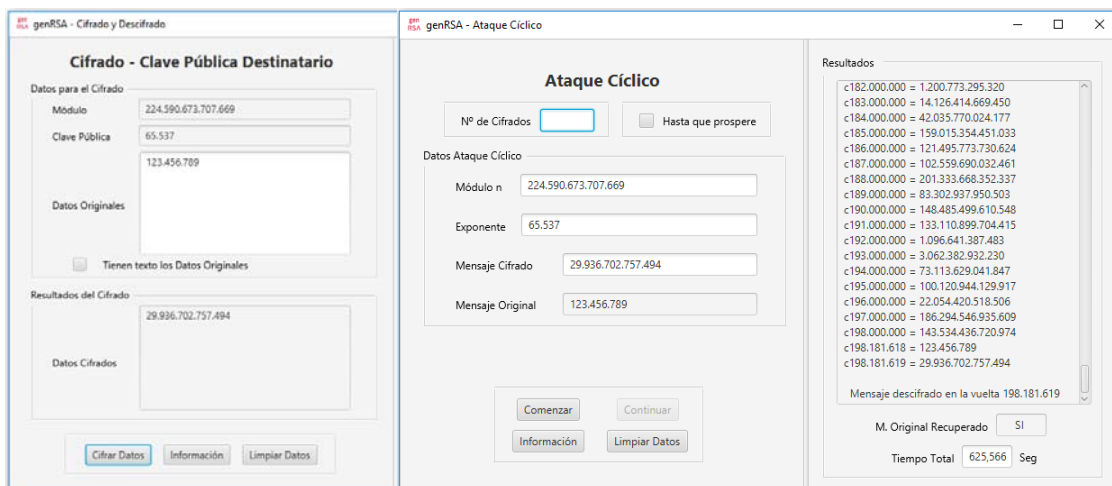 genRSA - Cifrado y Descifrado
Cifrado - Clave Pública Destinatario
Datos para el Cifrado
Módulo 224.590.673.707.669
Clave Pública 65.537
Datos Originales 123.456.789
Tienen texto los Datos Originales
Resultados del Cifrado
Datos Cifrados 29.936.702.757.494
Cifrar Datos Información Limpiar Datos
genRSA - Ataque Cíclico
Ataque Cíclico
Nº de Cifrados Hasta que prospere
Datos Ataque Cíclico
Módulo n 224.590.673.707.669
Exponente 65.537
Mensaje Cifrado 29.936.702.757.494
Mensaje Original 123.456.789
Comenzar Continuar
Información Limpiar Datos
Resultados
c182.000.000 = 1.200.773.295.320
c183.000.000 = 14.126.414.669.450
c184.000.000 = 42.035.770.024.177
c185.000.000 = 159.015.354.451.033
c186.000.000 = 121.495.773.730.624
c187.000.000 = 102.559.690.032.461
c188.000.000 = 201.333.668.352.337
c189.000.000 = 83.302.937.950.503
c190.000.000 = 148.485.499.610.548
c191.000.000 = 133.110.899.704.415
c192.000.000 = 1.096.641.387.483
c193.000.000 = 3.062.382.932.230
c194.000.000 = 73.113.629.041.847
c195.000.000 = 100.120.944.129.917
c196.000.000 = 22.054.420.518.506
c197.000.000 = 186.294.546.935.609
c198.000.000 = 143.534.436.720.974
c198.181.618 = 123.456.789
c198.181.619 = 29.936.702.757.494
Mensaje descifrado en la vuelta 198.181.619
M. Original Recuperado SI
Tiempo Total 625,566 Seg